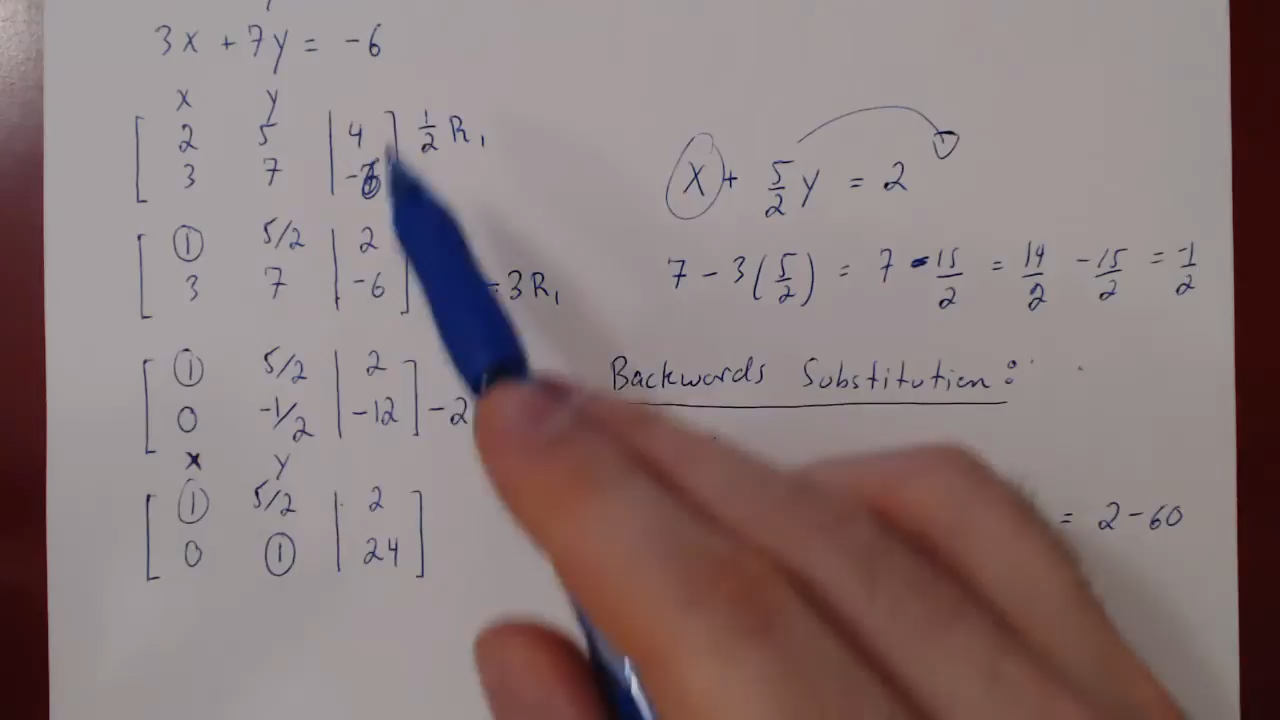 3x + 7y = -6
x y
[ 2 5 | 4 ] ½ R₁
3 7 | -6
[ ① 5/2 | 2
3 7 | -6 ] - 3R₁
[ ① 5/2 | 2
0 -1/2 | -12 ] -2
x y
[ ① 5/2 | 2
0 ① | 24 ]
x + 5/2 y = 2
7 - 3(5/2) = 7 - 15/2 = 14/2 - 15/2 = -1/2
Backwards Substitution:
= 2 - 60